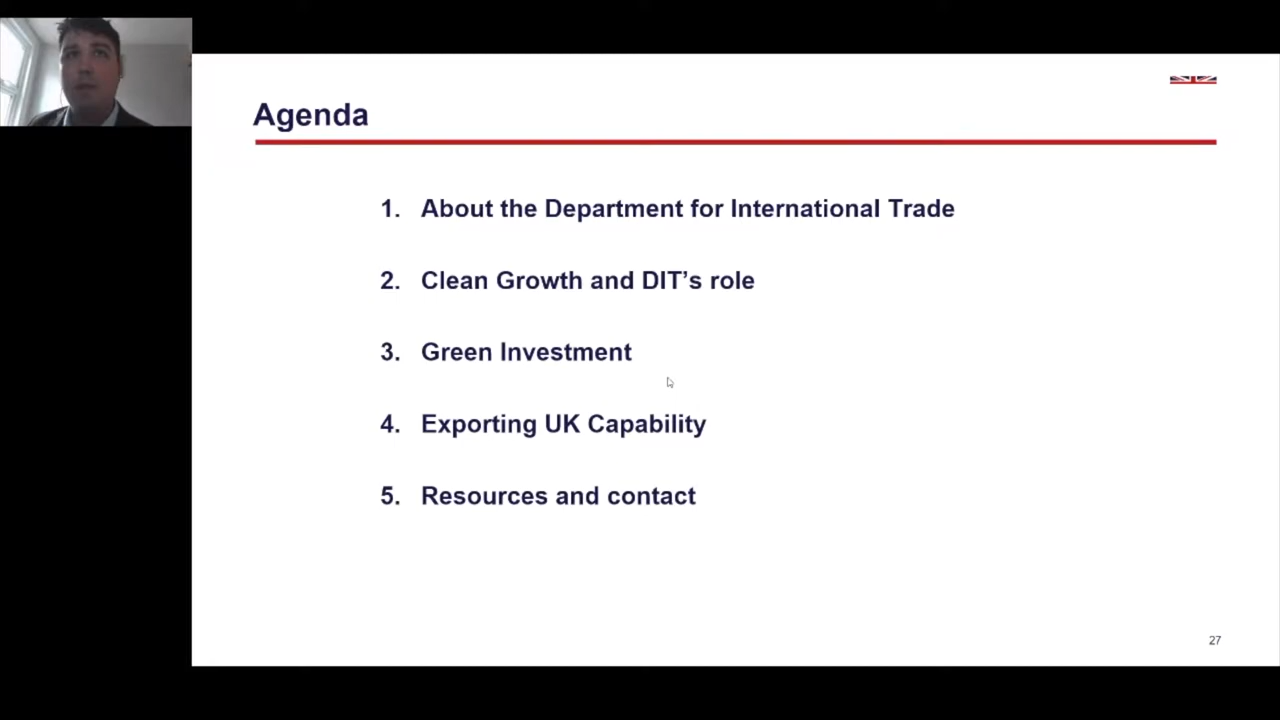 Agenda
1. About the Department for International Trade
2. Clean Growth and DIT’s role
3. Green Investment
4. Exporting UK Capability
5. Resources and contact
27